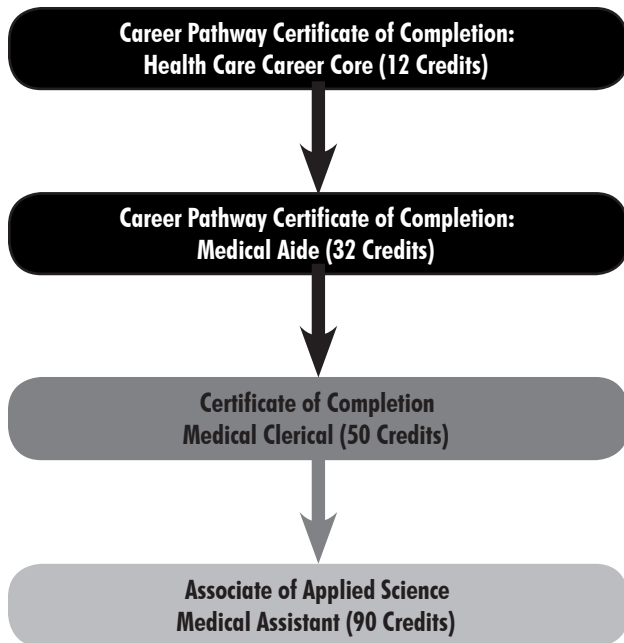 Career Pathway Certificate of Completion:
Health Care Career Core (12 Credits)
Career Pathway Certificate of Completion:
Medical Aide (32 Credits)
Certificate of Completion
Medical Clerical (50 Credits)
Associate of Applied Science
Medical Assistant (90 Credits)